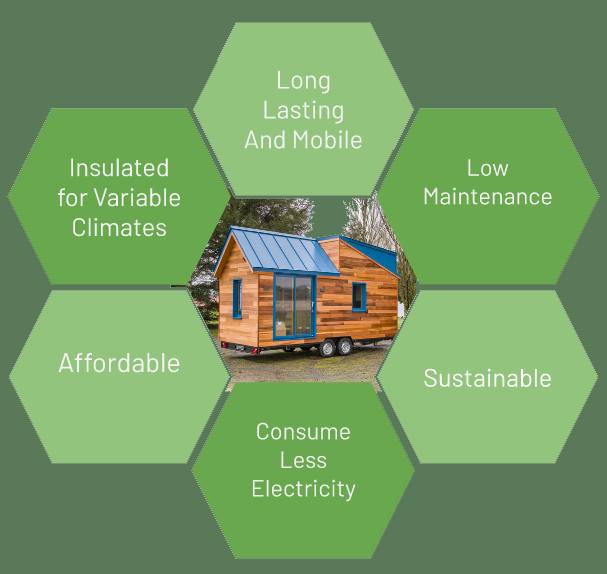 Long
Lasting
And Mobile
Insulated
for Variable
Climates
Low
Maintenance
Affordable
Sustainable
Consume
Less
Electricity